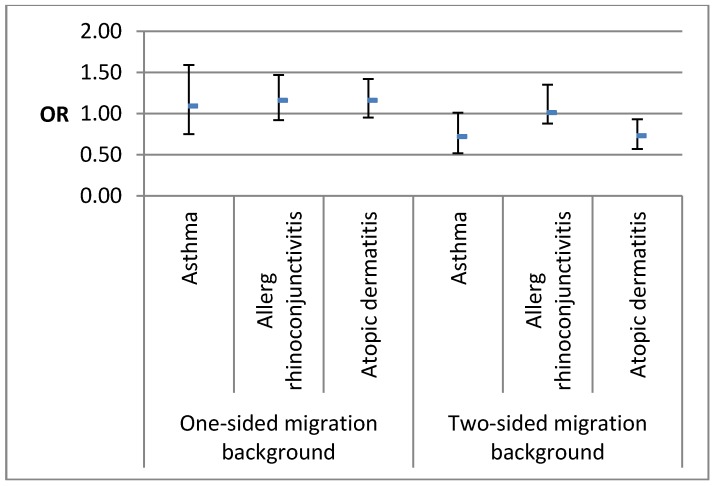 2.00
1.50
OR
1.00
0.50
0.00
Asthma
Allerg
rhinoconjunctivitis
Atopic dermatitis
Asthma
Allerg
rhinoconjunctivitis
Atopic dermatitis
One-sided migration
background
Two-sided migration
background